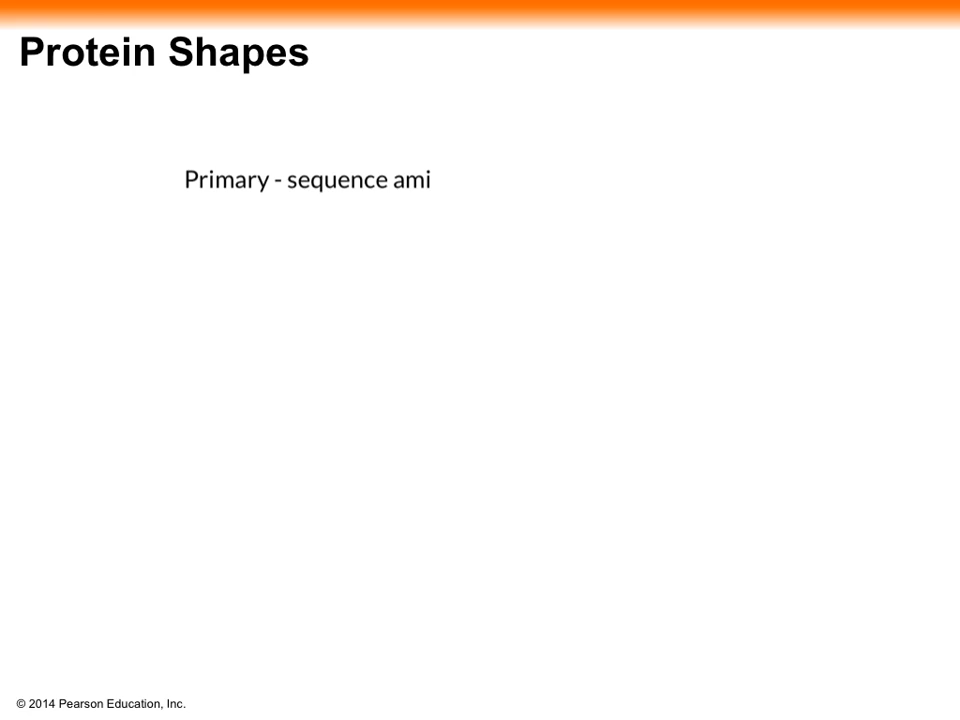 Protein Shapes
Primary - sequence ami
© 2014 Pearson Education, Inc.